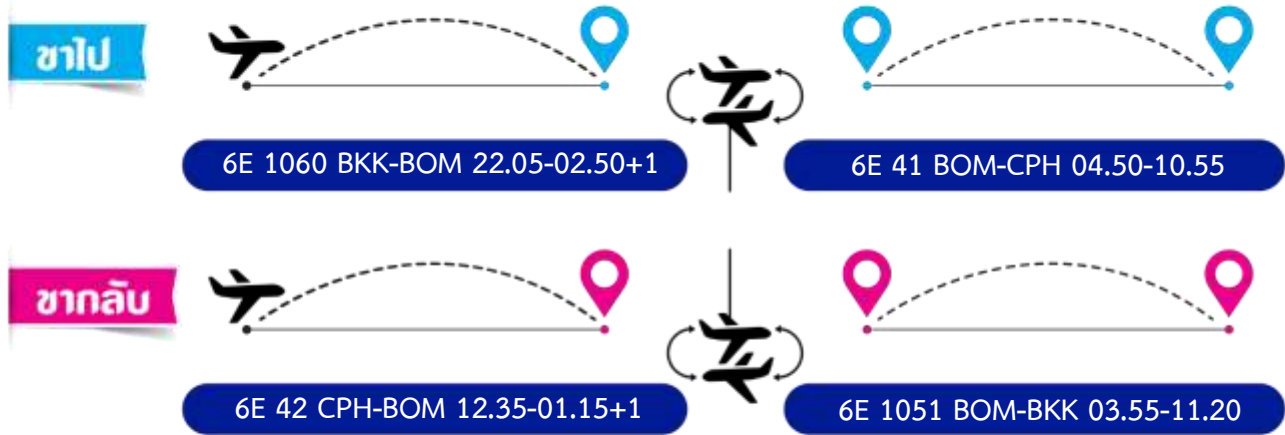 ขาไป
6E 1060 BKK-BOM 22.05-02.50+1
6E 41 BOM-CPH 04.50-10.55
ขากลับ
6E 42 CPH-BOM 12.35-01.15+1
6E 1051 BOM-BKK 03.55-11.20